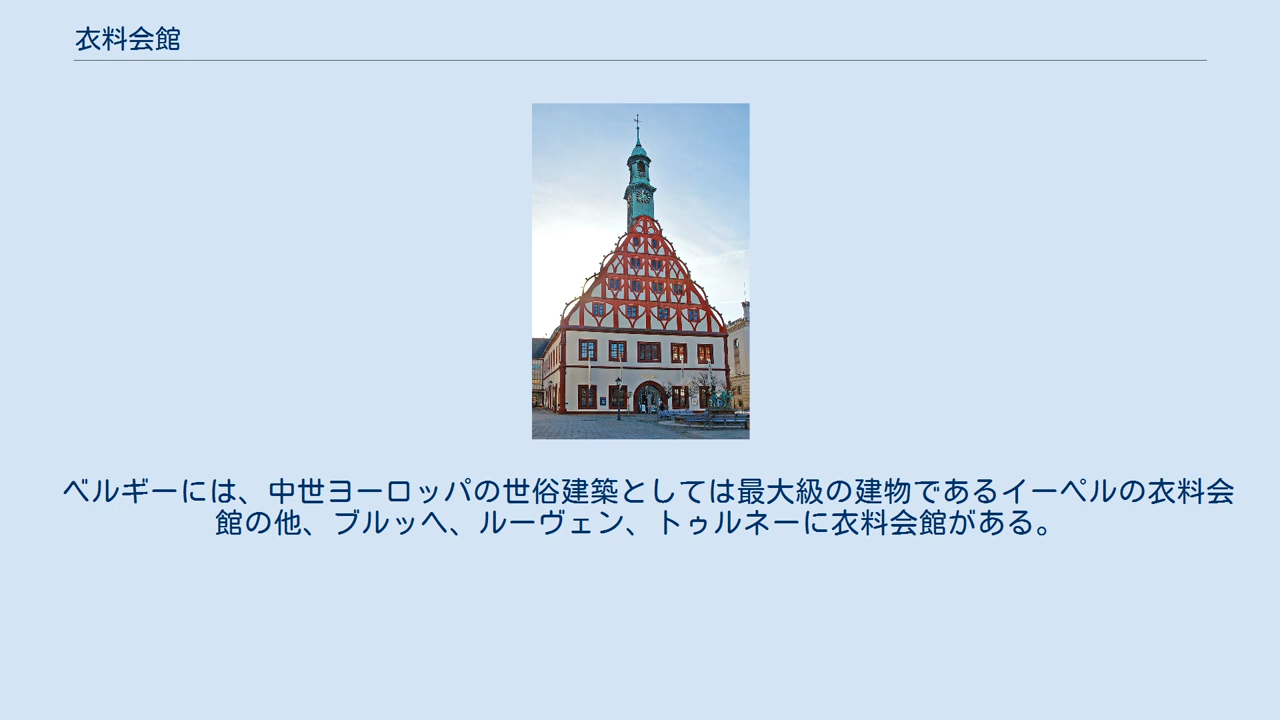 衣料会館
ベルギーには、中世ヨーロッパの世俗建築としては最大級の建物であるイーペルの衣料会
館の他、ブルッヘ、ルーヴェン、トゥルネーに衣料会館がある。